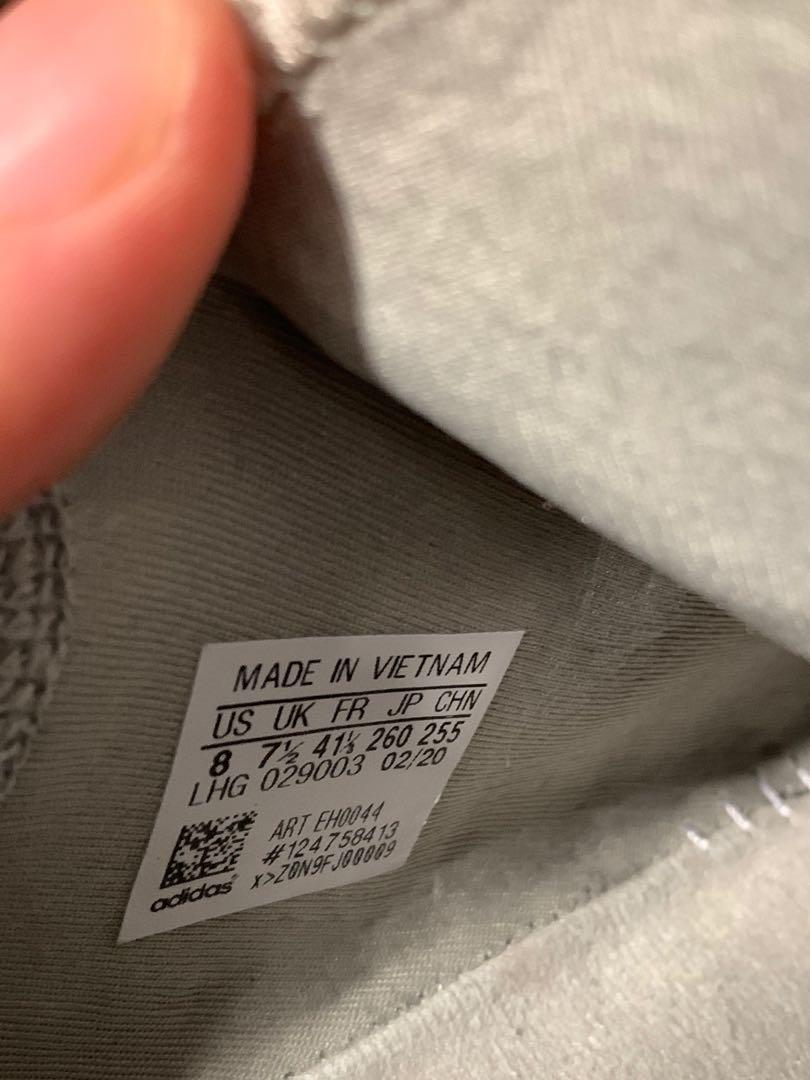 MADE IN VIETNAM
US UK FR JP CHN
8 7½ 41⅓ 260 255
LHG 029003 02/20
ART EH0044
#124758413
x>Z0N9FJ00009
adidas